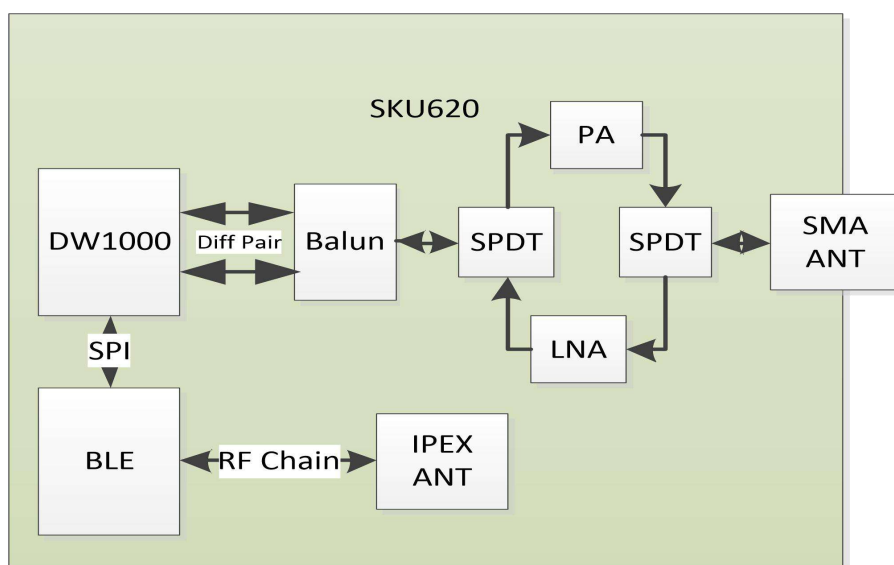 SKU620
PA
DW1000
Diff Pair
Balun
SPDT
SPDT
SMA
ANT
LNA
SPI
BLE
RF Chain
IPEX
ANT